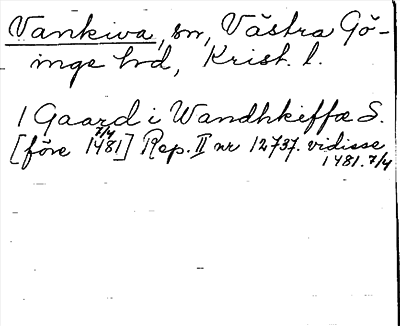 Vankiva, sn, Västra Gö-
inge hd, Krist. l.
1 Gaard i Wandhkeffæ S.
[före 7/4 1481] Rep. II nr 12737. vidisse
1481. 7/4